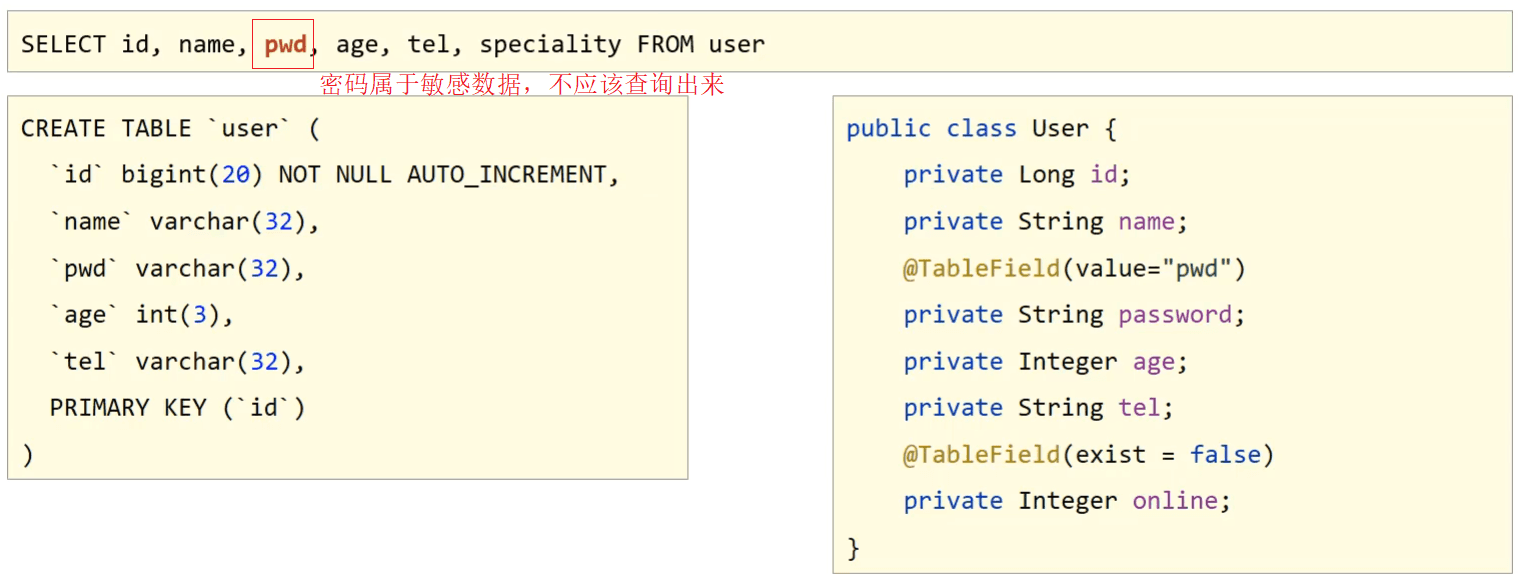 SELECT id, name, pwd, age, tel, speciality FROM user
密码属于敏感数据，不应该查询出来
CREATE TABLE `user` (
`id` bigint(20) NOT NULL AUTO_INCREMENT,
`name` varchar(32),
`pwd` varchar(32),
`age` int(3),
`tel` varchar(32),
PRIMARY KEY (`id`)
)
public class User {
private Long id;
private String name;
@TableField(value="pwd")
private String password;
private Integer age;
private String tel;
@TableField(exist = false)
private Integer online;
}